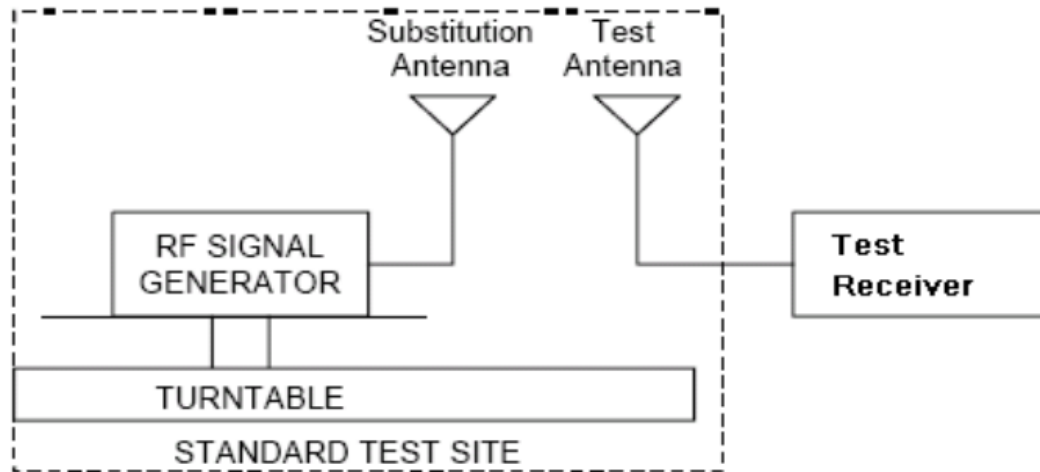 Substitution
Antenna
Test
Antenna
RF SIGNAL
GENERATOR
Test
Receiver
TURNTABLE
STANDARD TEST SITE